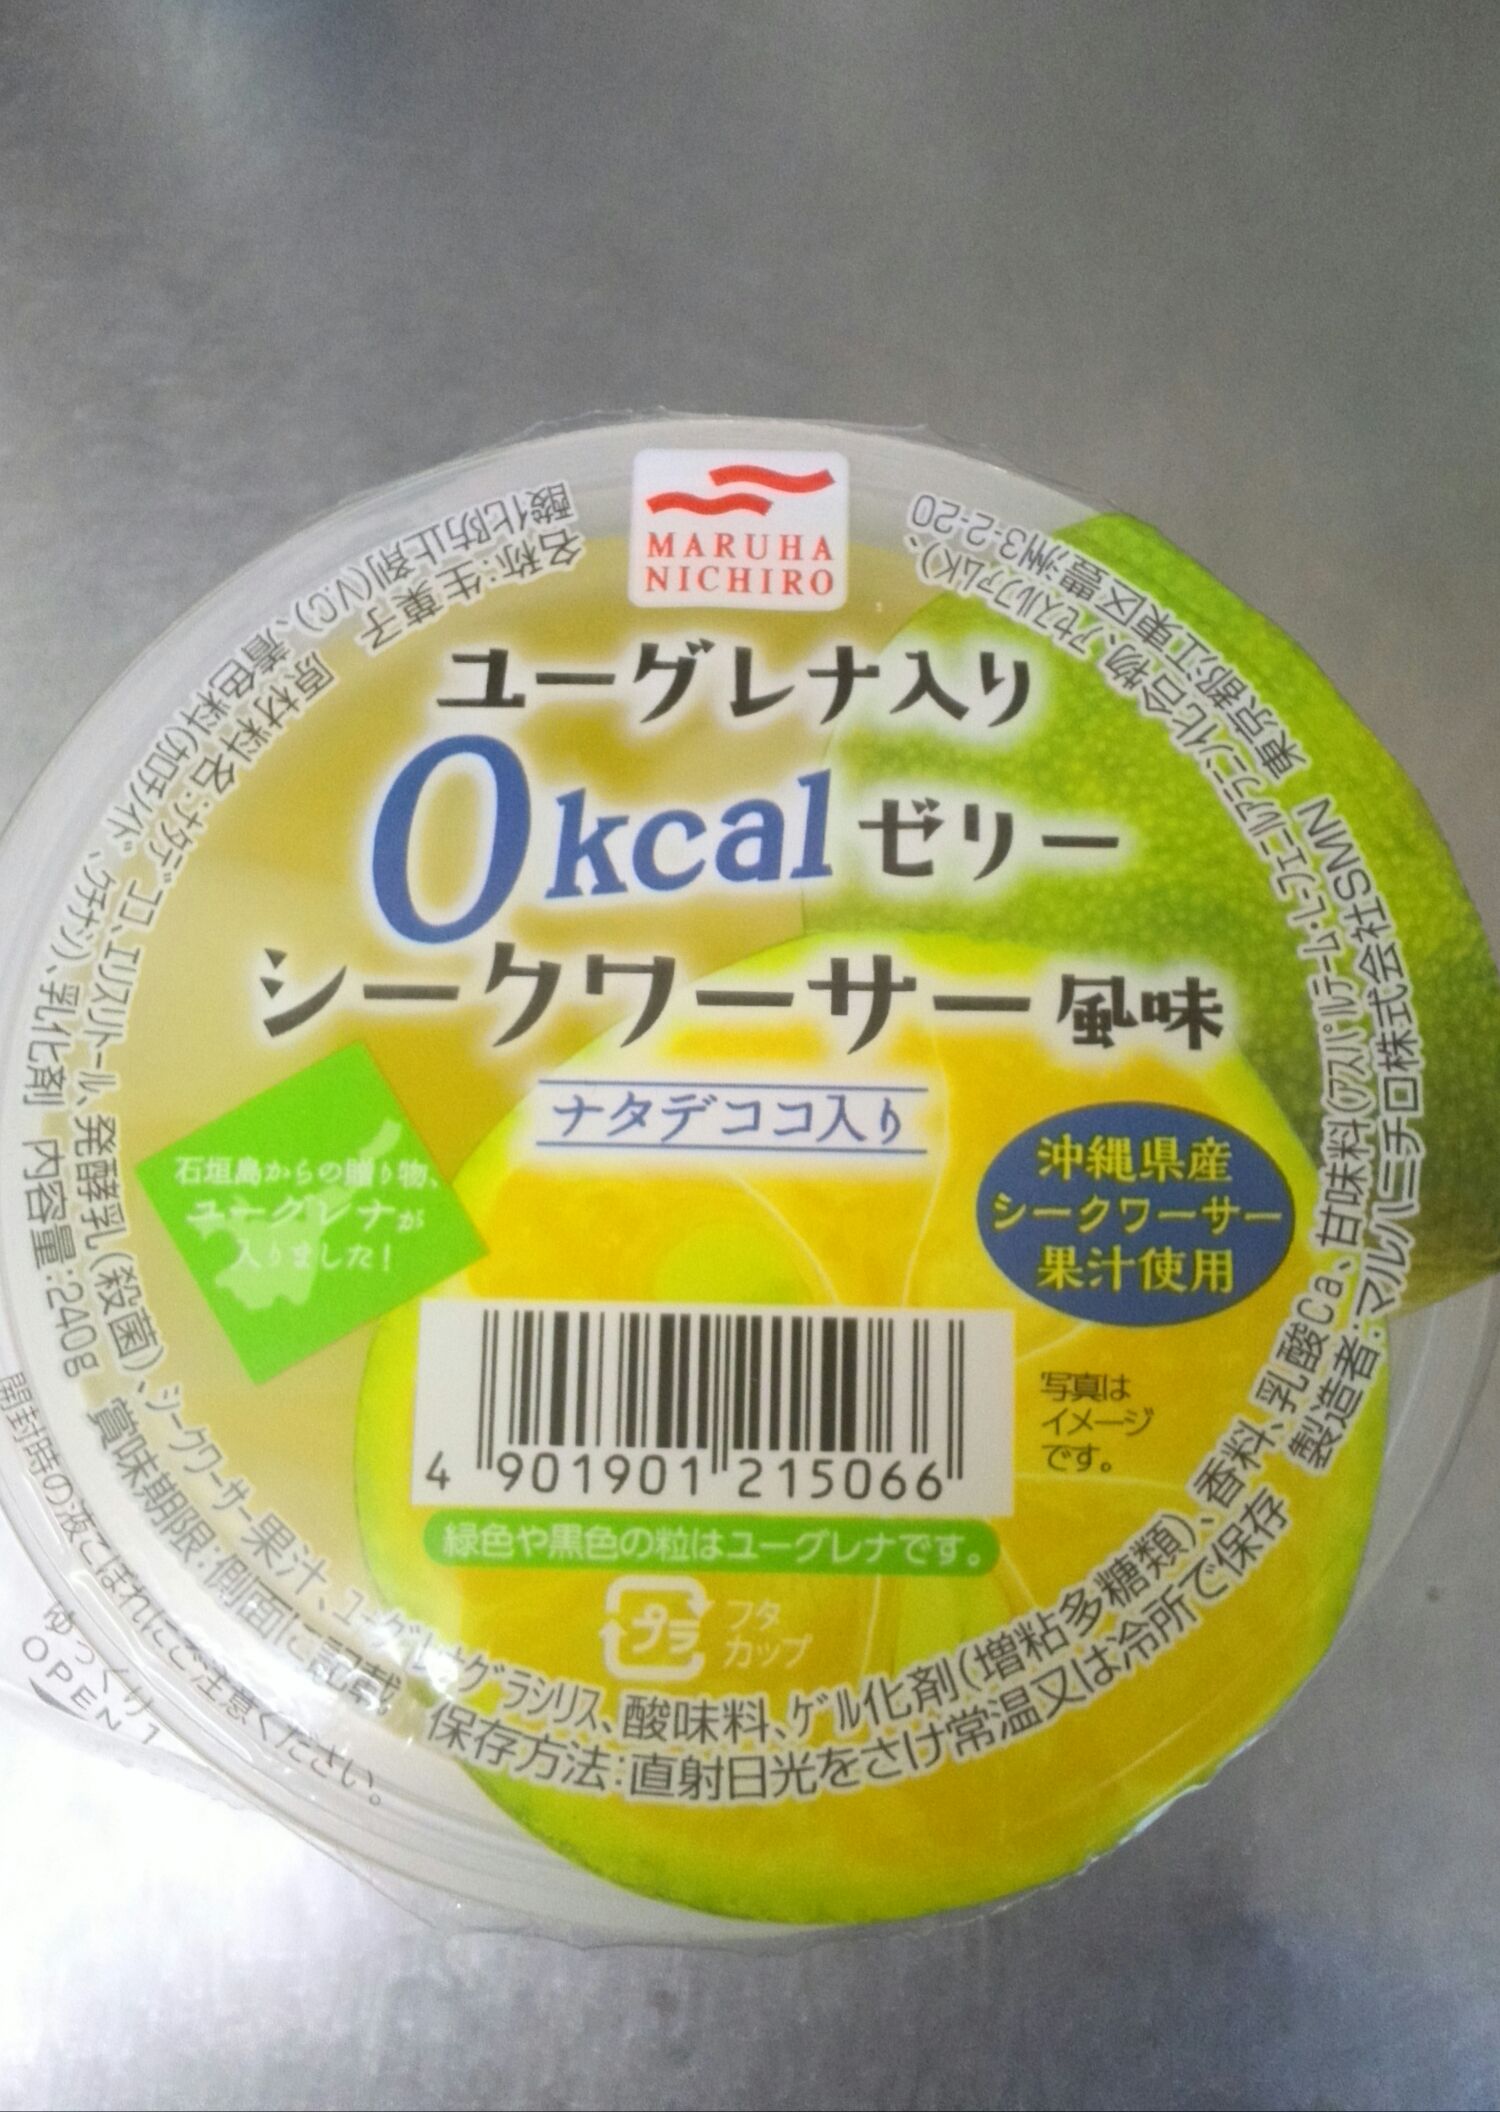 MARUHA
NICHIRO
ユーグレナ入り
0kcalゼリー
シークワーサー風味
ナタデココ入り
石垣島からの贈り物、
ユーグレナが
入りました!
沖縄県産
シークワーサー
果汁使用
写真は
イメージ
です。
4 901901 215066
緑色や黒色の粒はユーグレナです。
プラ
フタ
カップ
名称:生菓子 原材料名:ナタデココ、エリスリトール、発酵乳(殺菌)、シークワーサー果汁、ユーグレナグラシリス、酸味料、ゲル化剤(増粘多糖類)、香料、乳酸Ca、甘味料(アスパルテーム・L-フェニルアラニン化合物、アセスルファムK)、
酸化防止剤(V.C)、着色料(カロチノイド、クチナシ)、乳化剤 内容量:240g 賞味期限:側面に記載 保存方法:直射日光をさけ常温又は冷所で保存 製造者:マルハニチロ株式会社SMIN 東京都江東区豊洲3-2-20
開封時の液こぼれにご注意ください。
OPEN